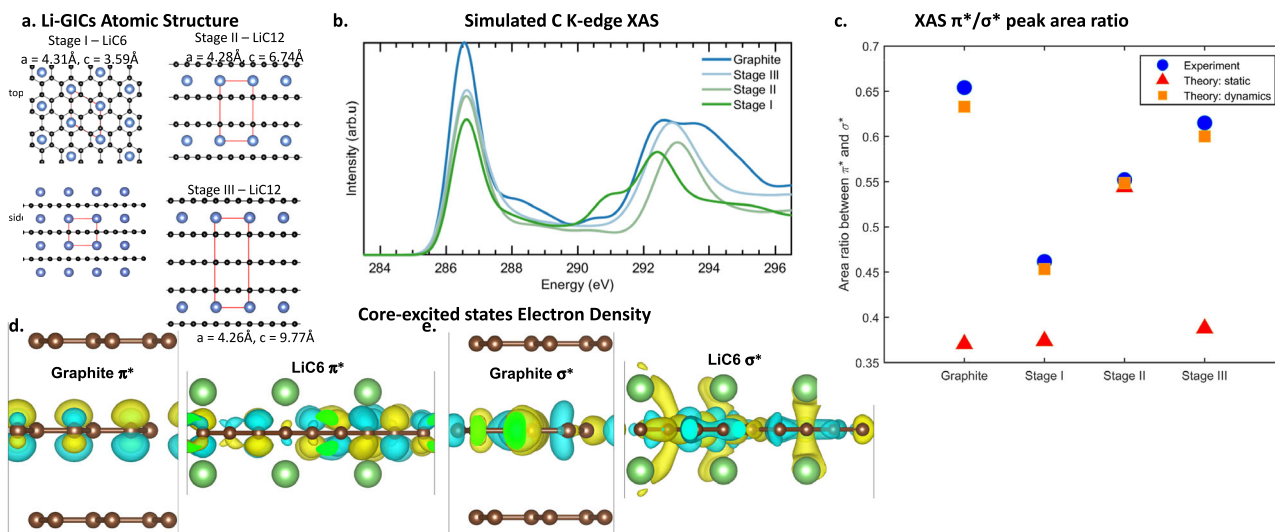 a. Li-GICs Atomic Structure
Stage I – LiC6
a = 4.31Å, c = 3.59Å
top
side
Stage II – LiC12
a = 4.28Å, c = 6.74Å
Stage III – LiC12
a = 4.26Å, c = 9.77Å
b. Simulated C K-edge XAS
Intensity (arb.u)
Graphite
Stage III
Stage II
Stage I
284 286 288 290 292 294 296
Energy (eV)
c. XAS π*/σ* peak area ratio
Area ratio between π* and σ*
0.7
0.65
0.6
0.55
0.5
0.45
0.4
0.35
Experiment
Theory: static
Theory: dynamics
Graphite Stage I Stage II Stage III
Core-excited states Electron Density
d.
Graphite π*
LiC6 π*
e.
Graphite σ*
LiC6 σ*